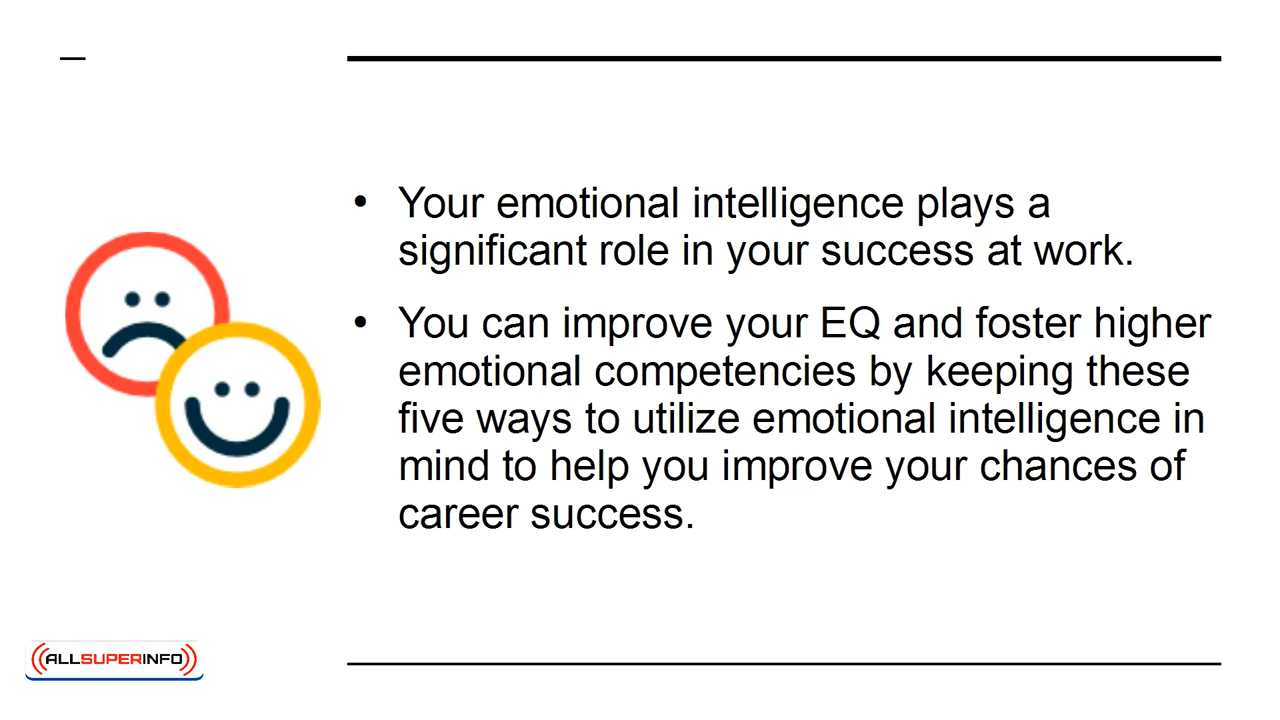 • Your emotional intelligence plays a
significant role in your success at work.
• You can improve your EQ and foster higher
emotional competencies by keeping these
five ways to utilize emotional intelligence in
mind to help you improve your chances of
career success.
ALLSUPERINFO